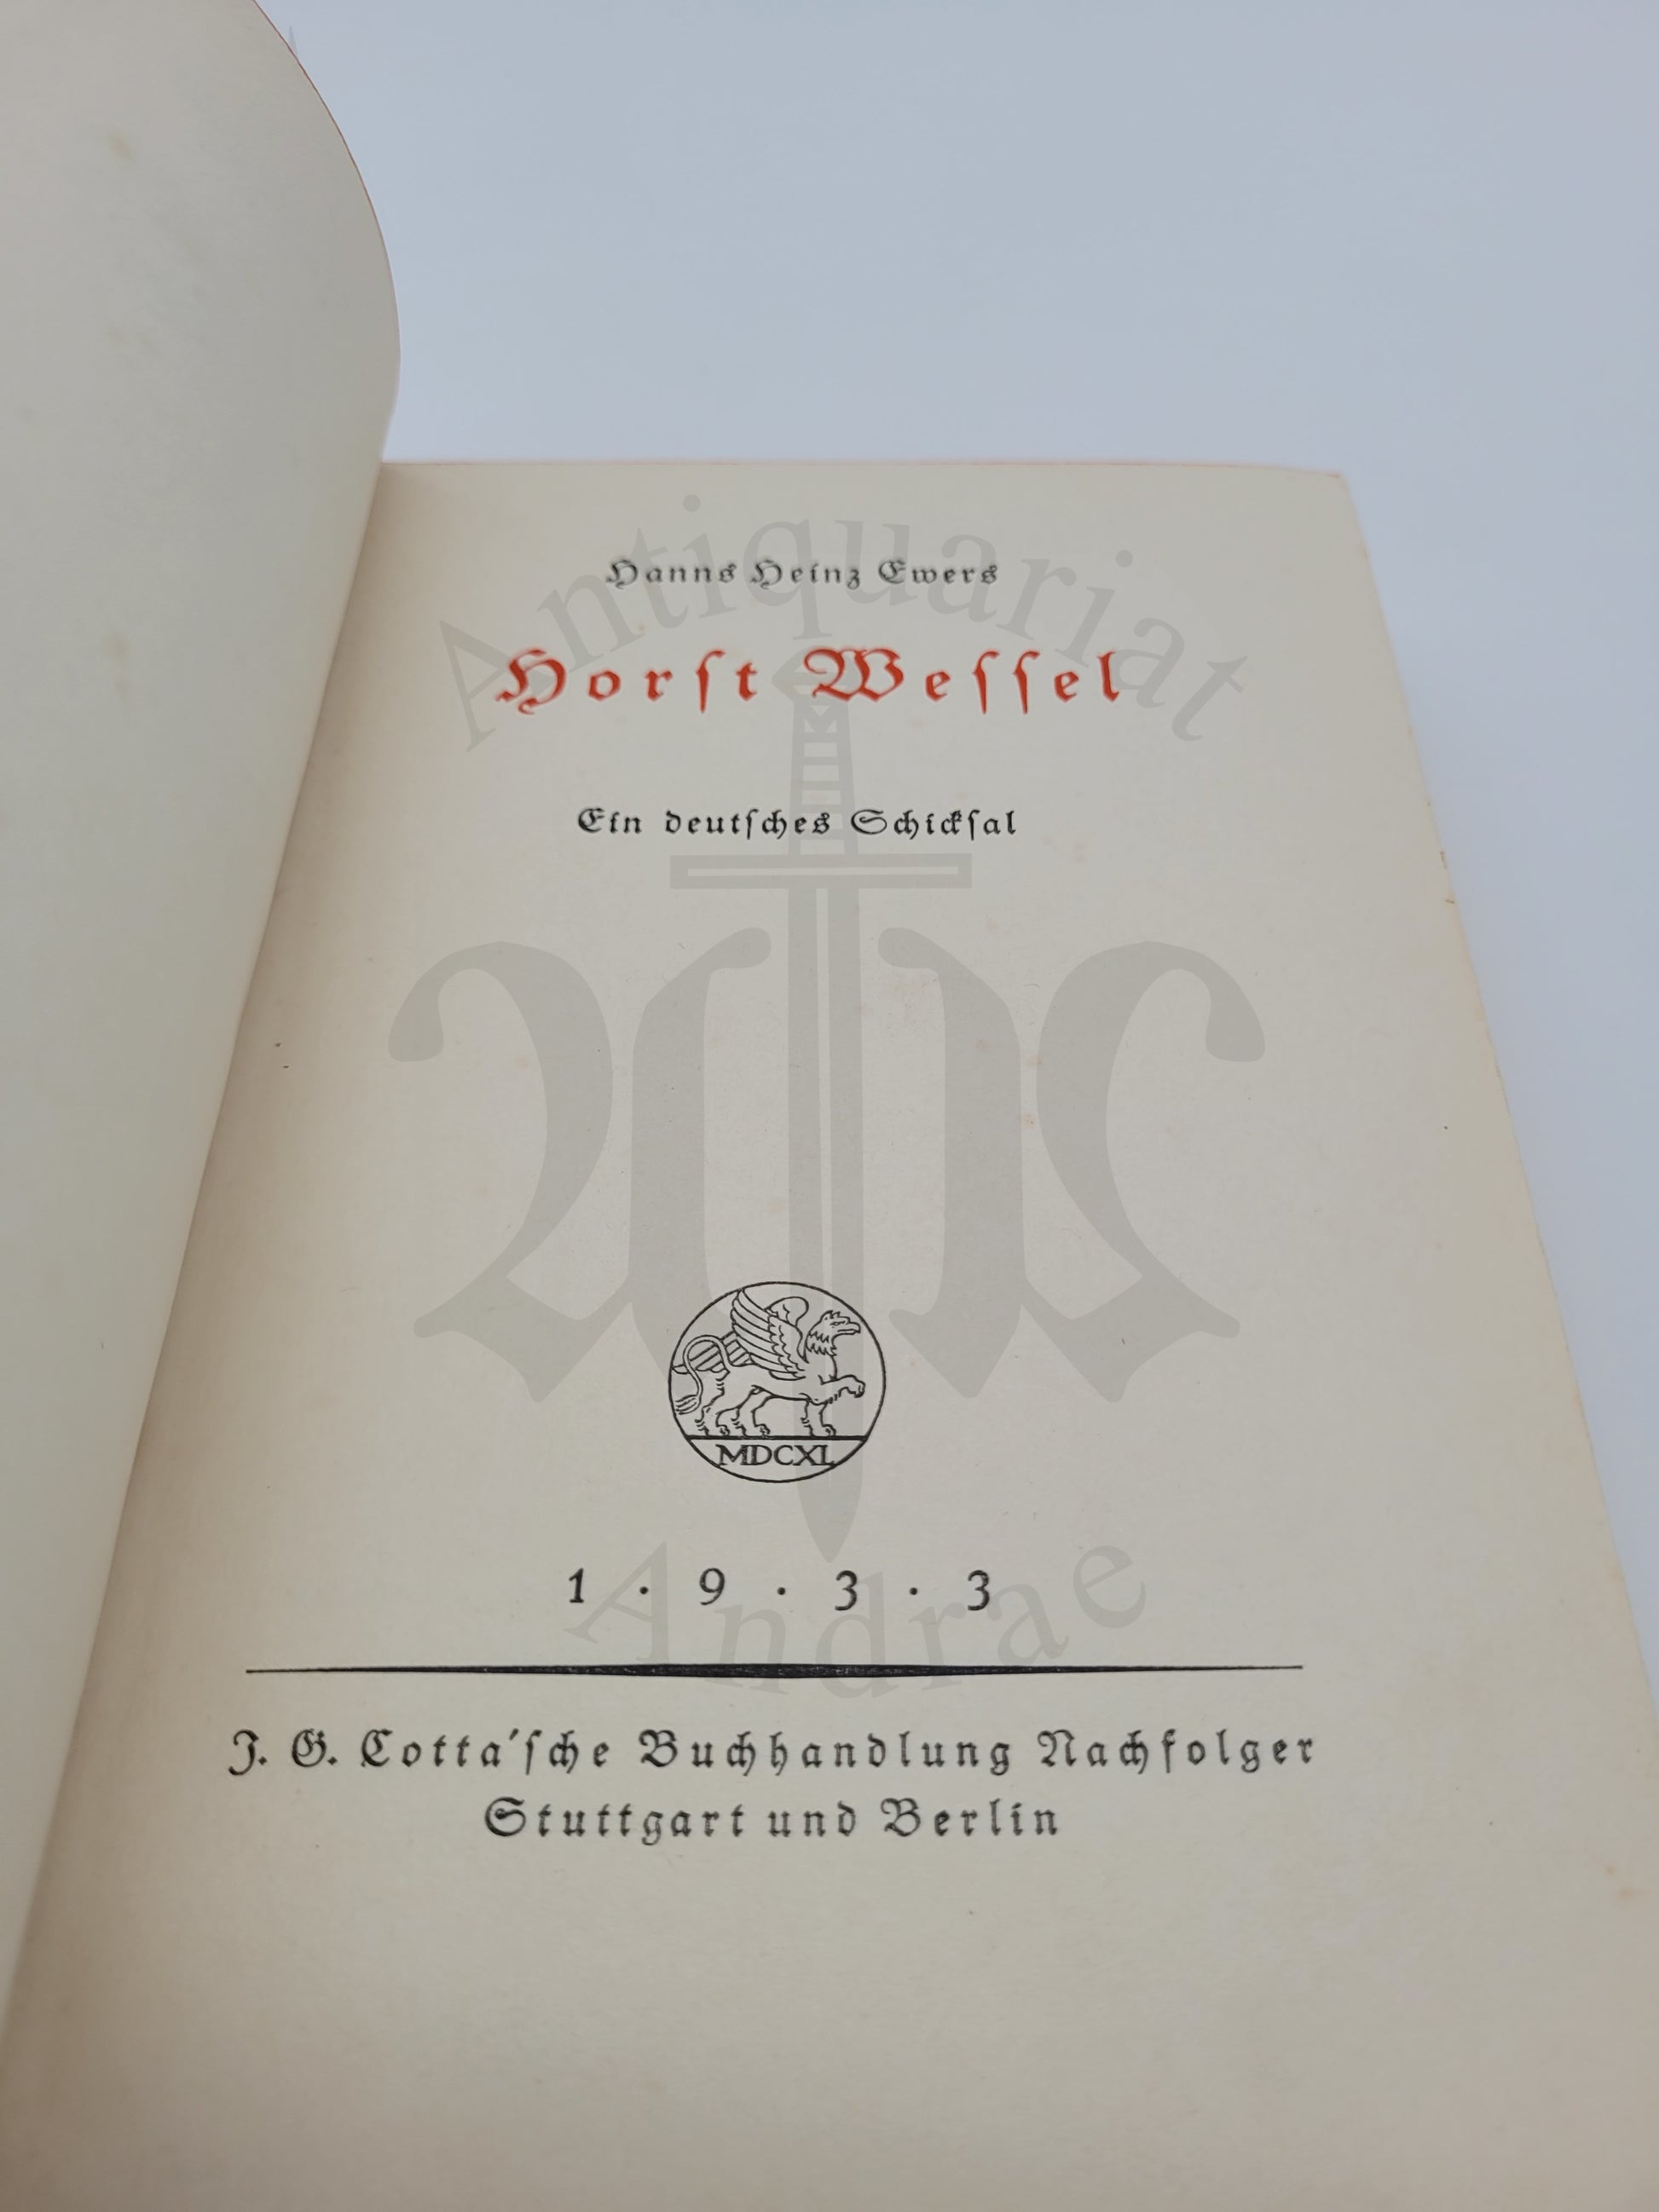 Antiquariat
Hanns Heinz Ewers
Horſt Weſſel
Ein deutſches Schickſal
MDCXL
1 · 9 · 3 · 3
Andrae
J. G. Cotta'ſche Buchhandlung Nachfolger
Stuttgart und Berlin